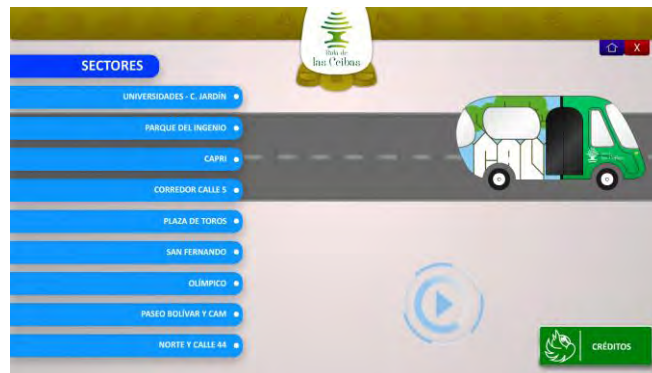 Ruta de
las Ceibas
X
SECTORES
UNIVERSIDADES - C. JARDÍN
PARQUE DEL INGENIO
CAPRI
CORREDOR CALLE 5
PLAZA DE TOROS
SAN FERNANDO
OLÍMPICO
PASEO BOLÍVAR Y CAM
NORTE Y CALLE 44
CALI
CRÉDITOS